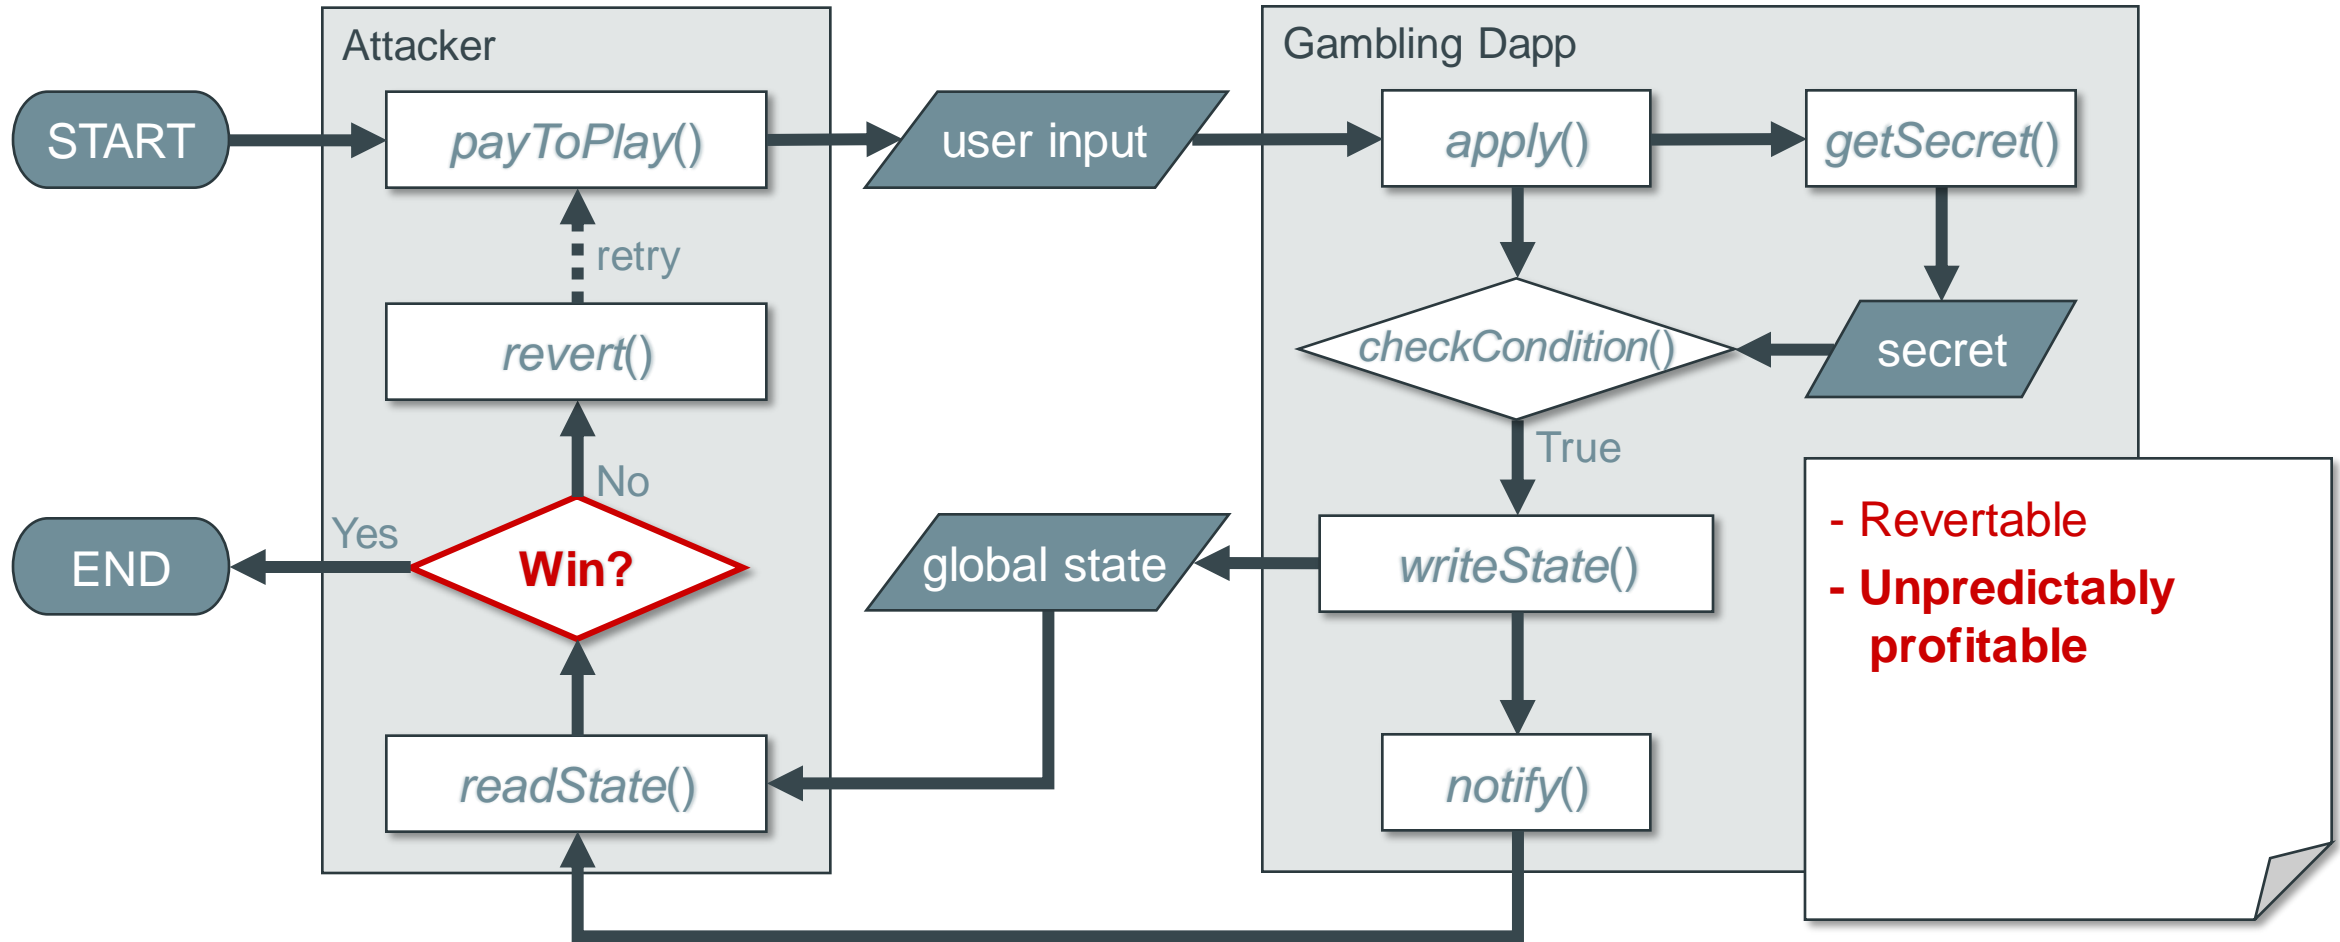 Attacker
Gambling Dapp
START
payToPlay()
user input
apply()
getSecret()
retry
revert()
checkCondition()
secret
No
True
Yes
END
Win?
global state
writeState()
- Revertable
- Unpredictably
profitable
readState()
notify()